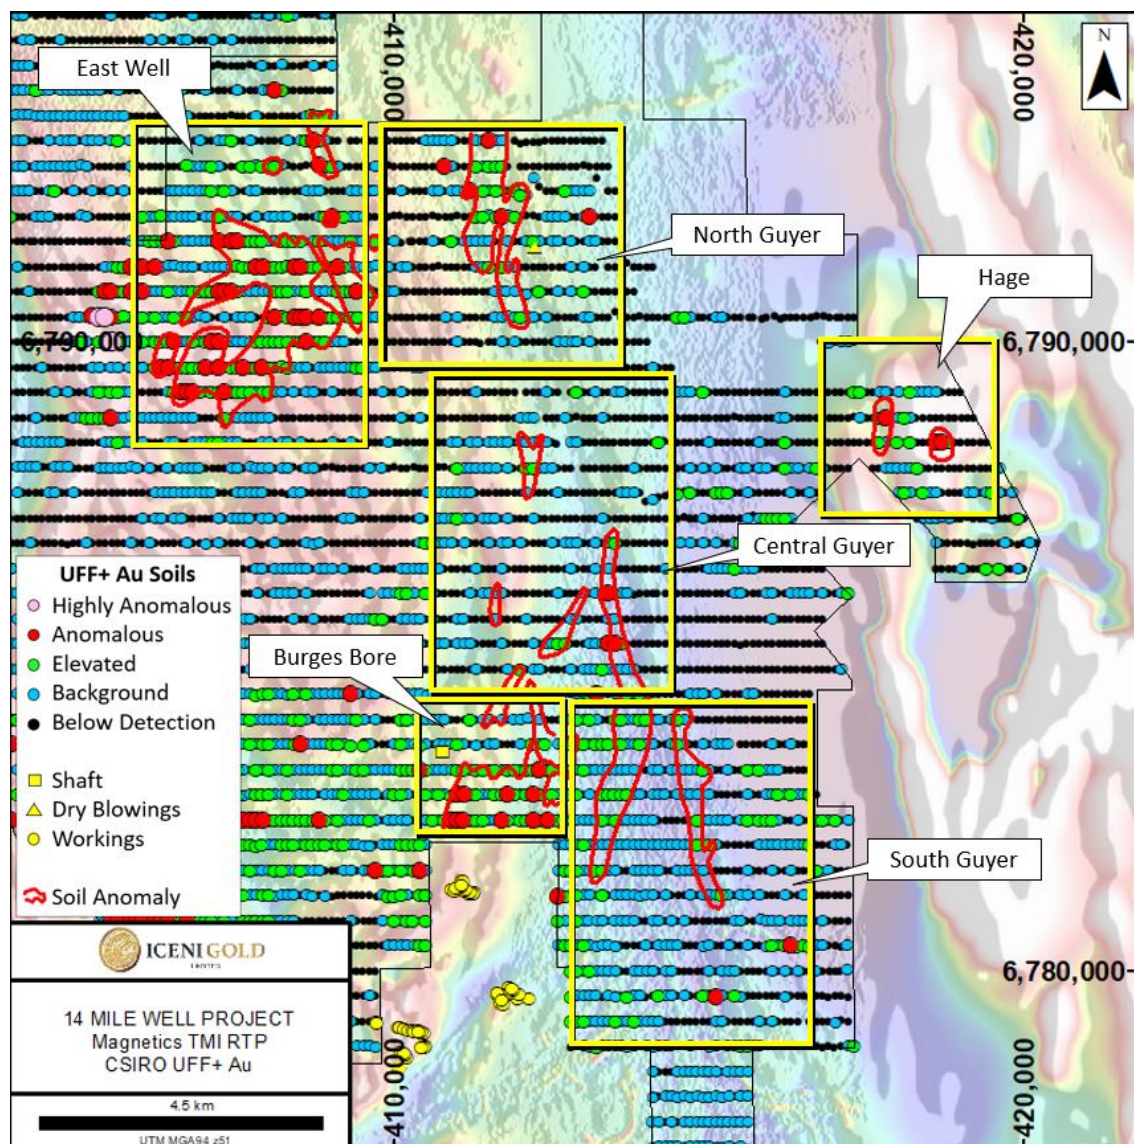 410,000
420,000
N
East Well
North Guyer
Hage
6,790,00
6,790,000
Central Guyer
UFF+ Au Soils
Highly Anomalous
Anomalous
Elevated
Background
Below Detection
Shaft
Dry Blowings
Workings
Soil Anomaly
Burges Bore
South Guyer
6,780,000
ICENI GOLD
LIMITED
14 MILE WELL PROJECT
Magnetics TMI RTP
CSIRO UFF+ Au
4.5 km
UTM MGA94 z51
410,000
420,000